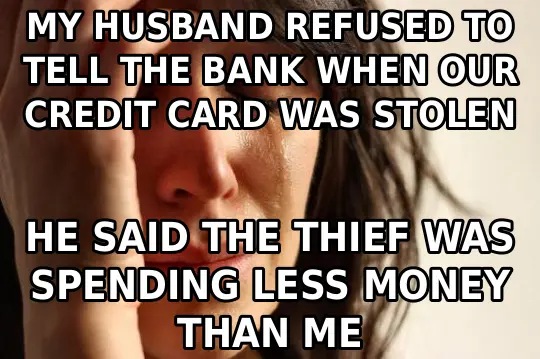 MY HUSBAND REFUSED TO
TELL THE BANK WHEN OUR
CREDIT CARD WAS STOLEN
HE SAID THE THIEF WAS
SPENDING LESS MONEY
THAN ME